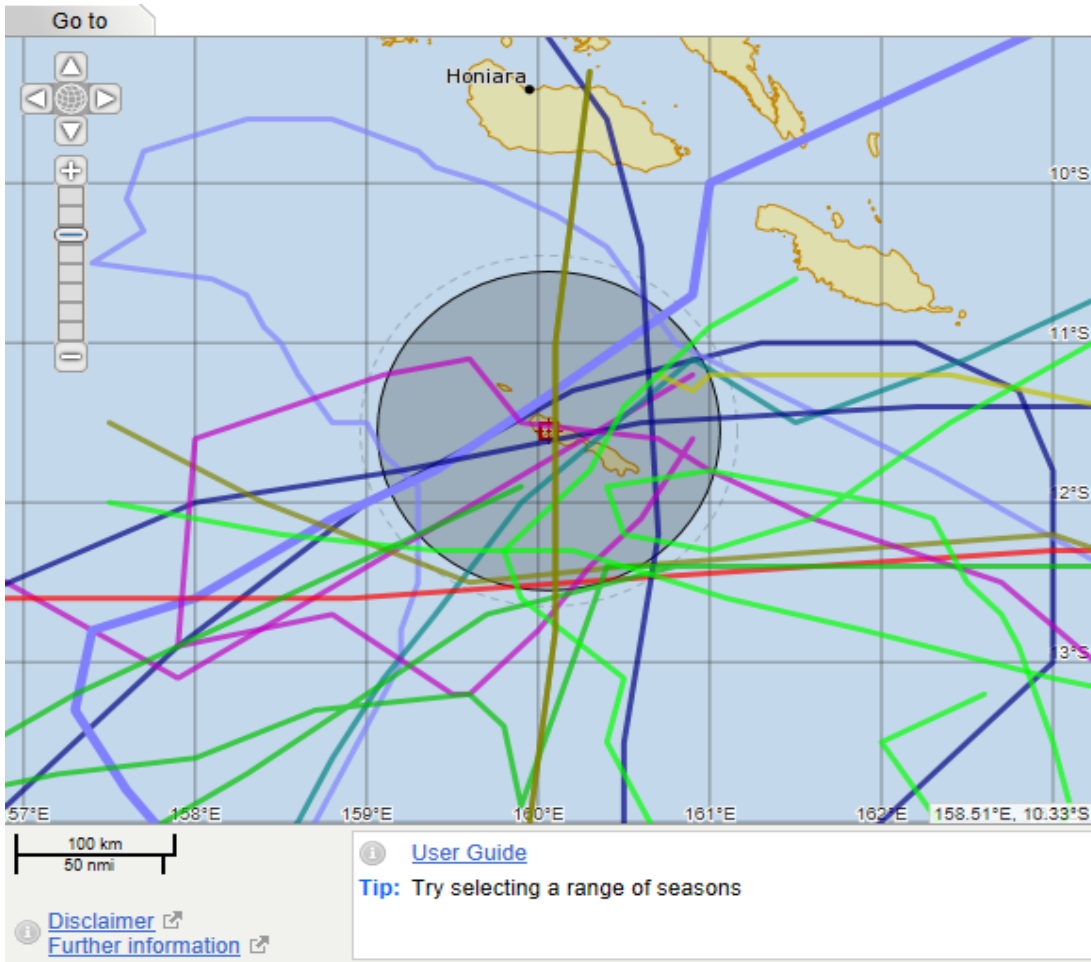 Go to
Honiara
10°S
11°S
12°S
13°S
57°E
158°E
159°E
160°E
161°E
162°E
158.51°E, 10.33°S
100 km
50 nmi
User Guide
Tip: Try selecting a range of seasons
Disclaimer
Further information